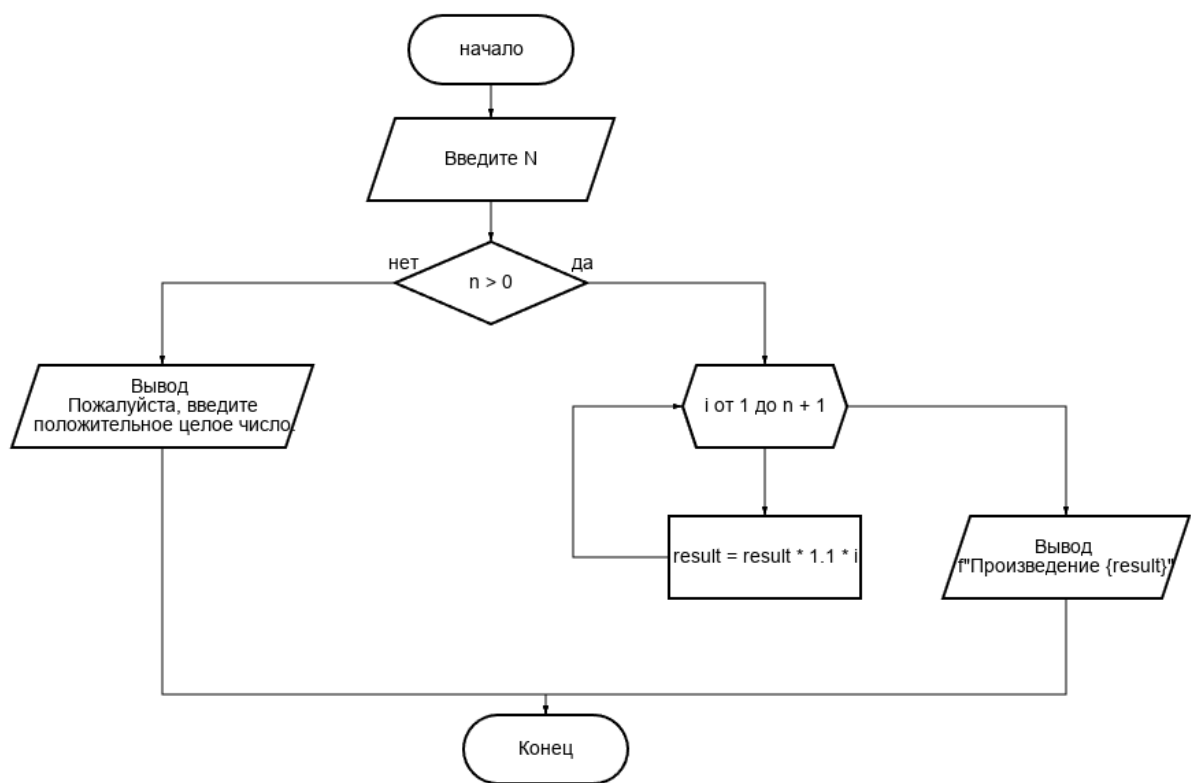 начало
Введите N
нет
да
n > 0
Вывод
Пожалуйста, введите
положительное целое число.
i от 1 до n + 1
result = result * 1.1 * i
Вывод
f"Произведение {result}"
Конец